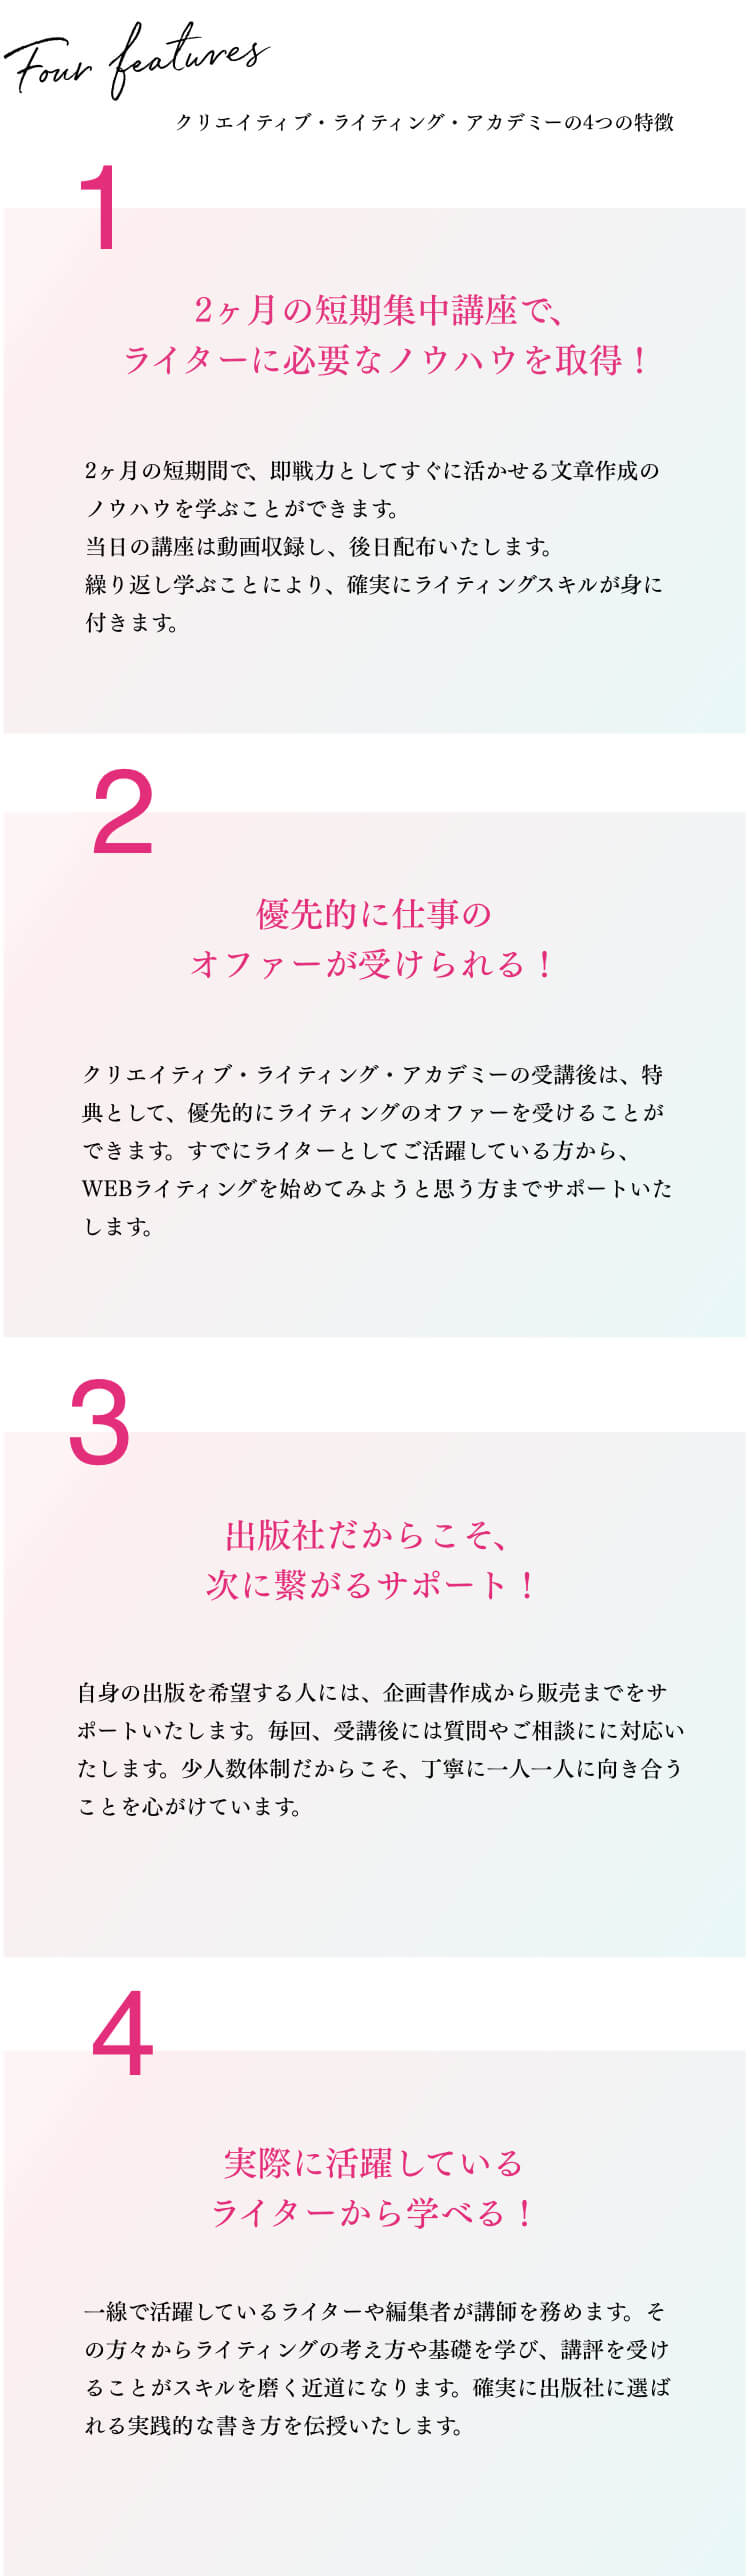 Four features
クリエイティブ・ライティング・アカデミーの4つの特徴
1
2ヶ月の短期集中講座で、
ライターに必要なノウハウを取得！
2ヶ月の短期間で、即戦力としてすぐに活かせる文章作成の
ノウハウを学ぶことができます。
当日の講座は動画収録し、後日配布いたします。
繰り返し学ぶことにより、確実にライティングスキルが身に
付きます。
2
優先的に仕事の
オファーが受けられる！
クリエイティブ・ライティング・アカデミーの受講後は、特
典として、優先的にライティングのオファーを受けることが
できます。すでにライターとしてご活躍している方から、
WEBライティングを始めてみようと思う方までサポートいた
します。
3
出版社だからこそ、
次に繋がるサポート！
自身の出版を希望する人には、企画書作成から販売までをサ
ポートいたします。毎回、受講後には質問やご相談にに対応い
たします。少人数体制だからこそ、丁寧に一人一人に向き合う
ことを心がけています。
4
実際に活躍している
ライターから学べる！
一線で活躍しているライターや編集者が講師を務めます。そ
の方々からライティングの考え方や基礎を学び、講評を受け
ることがスキルを磨く近道になります。確実に出版社に選ば
れる実践的な書き方を伝授いたします。